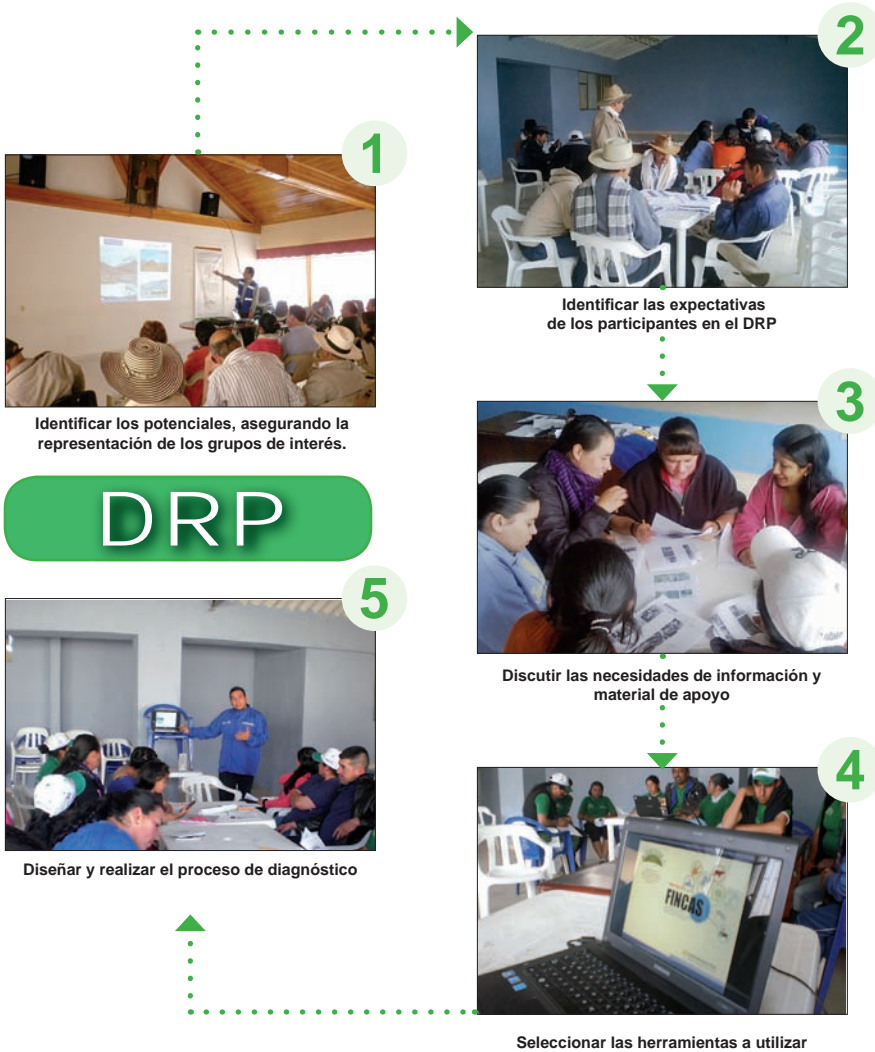 1
Identificar los potenciales, asegurando la
representación de los grupos de interés.
2
Identificar las expectativas
de los participantes en el DRP
3
Discutir las necesidades de información y
material de apoyo
4
FINCAS
Seleccionar las herramientas a utilizar
DRP
5
Diseñar y realizar el proceso de diagnóstico